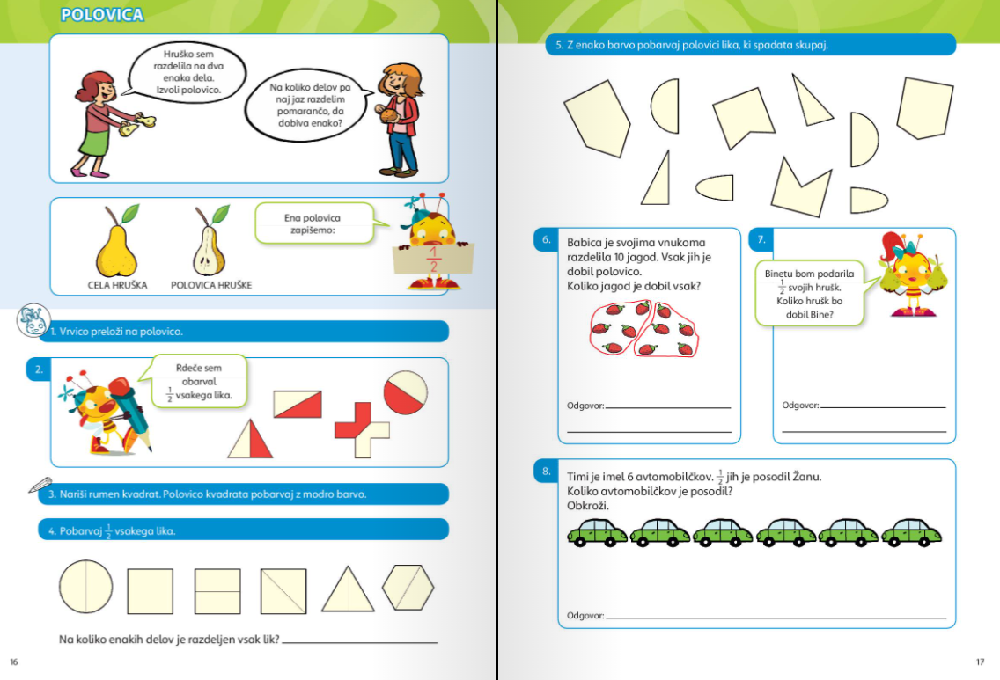 POLOVICA
Hruško sem
razdelila na dva
enaka dela.
Izvoli polovico.
Na koliko delov pa
naj jaz razdelim
pomarančo, da
dobiva enako?
Ena polovica
zapišemo:
1/2
CELA HRUŠKA
POLOVICA HRUŠKE
1. Vrvico preloži na polovico.
2.
Rdeče sem
obarval
1/2 vsakega lika.
3. Nariši rumen kvadrat. Polovico kvadrata pobarvaj z modro barvo.
4. Pobarvaj 1/2 vsakega lika.
Na koliko enakih delov je razdeljen vsak lik?
16
5. Z enako barvo pobarvaj polovici lika, ki spadata skupaj.
6.
Babica je svojima vnukoma
razdelila 10 jagod. Vsak jih je
dobil polovico.
Koliko jagod je dobil vsak?
Odgovor:
7.
Binetu bom podarila
1/2 svojih hrušk.
Koliko hrušk bo
dobil Bine?
Odgovor:
8.
Timi je imel 6 avtomobilčkov. 1/2 jih je posodil Žanu.
Koliko avtomobilčkov je posodil?
Obkroži.
Odgovor:
17